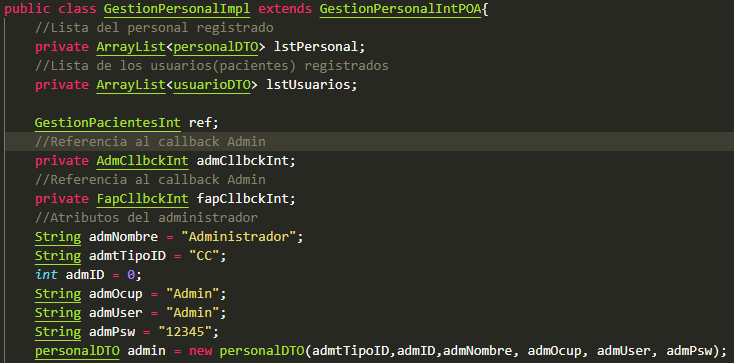 public class GestionPersonalImpl extends GestionPersonalIntPOA{
//Lista del personal registrado
private ArrayList<personalDTO> lstPersonal;
//Lista de los usuarios(pacientes) registrados
private ArrayList<usuarioDTO> lstUsuarios;
GestionPacientesInt ref;
//Referencia al callback Admin
private AdmCllbckInt admCllbckInt;
//Referencia al callback Admin
private FapCllbckInt fapCllbckInt;
//Atributos del administrador
String admNombre = "Administrador";
String admtTipoID = "CC";
int admID = 0;
String admOcup = "Admin";
String admUser = "Admin";
String admPsw = "12345";
personalDTO admin = new personalDTO(admtTipoID,admID,admNombre, admOcup, admUser, admPsw);